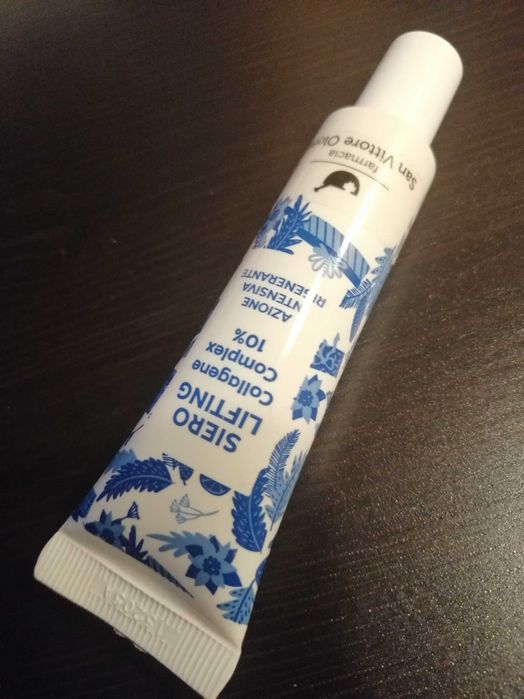 farmacia
San Vittore
SIERO
LIFTING
Collagene
Complex
10%
AZIONE
INTENSIVA
RIGENERANTE